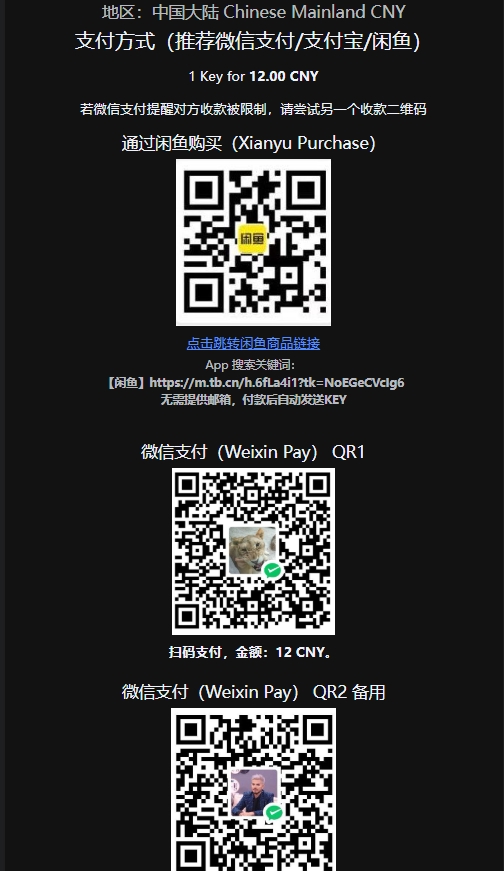 地区：中国大陆 Chinese Mainland CNY
支付方式（推荐微信支付/支付宝/闲鱼）
1 Key for 12.00 CNY
若微信支付提醒对方收款被限制，请尝试另一个收款二维码
通过闲鱼购买（Xianyu Purchase）
闲鱼
点击跳转闲鱼商品链接
App 搜索关键词：
【闲鱼】https://m.tb.cn/h.6fLa4i1?tk=NoEGeCVcIg6
无需提供邮箱，付款后自动发送KEY
微信支付（Weixin Pay） QR1
扫码支付，金额：12 CNY。
微信支付（Weixin Pay） QR2 备用